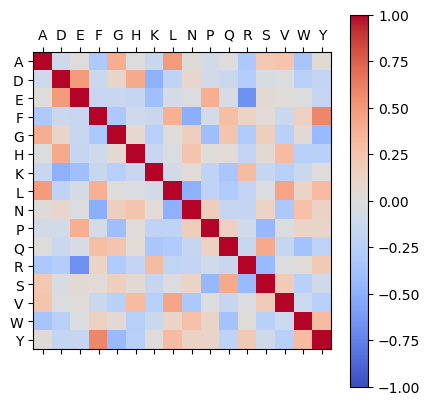 A D E F G H K L N P Q R S V W Y
A
D
E
F
G
H
K
L
N
P
Q
R
S
V
W
Y
1.00
0.75
0.50
0.25
0.00
−0.25
−0.50
−0.75
−1.00